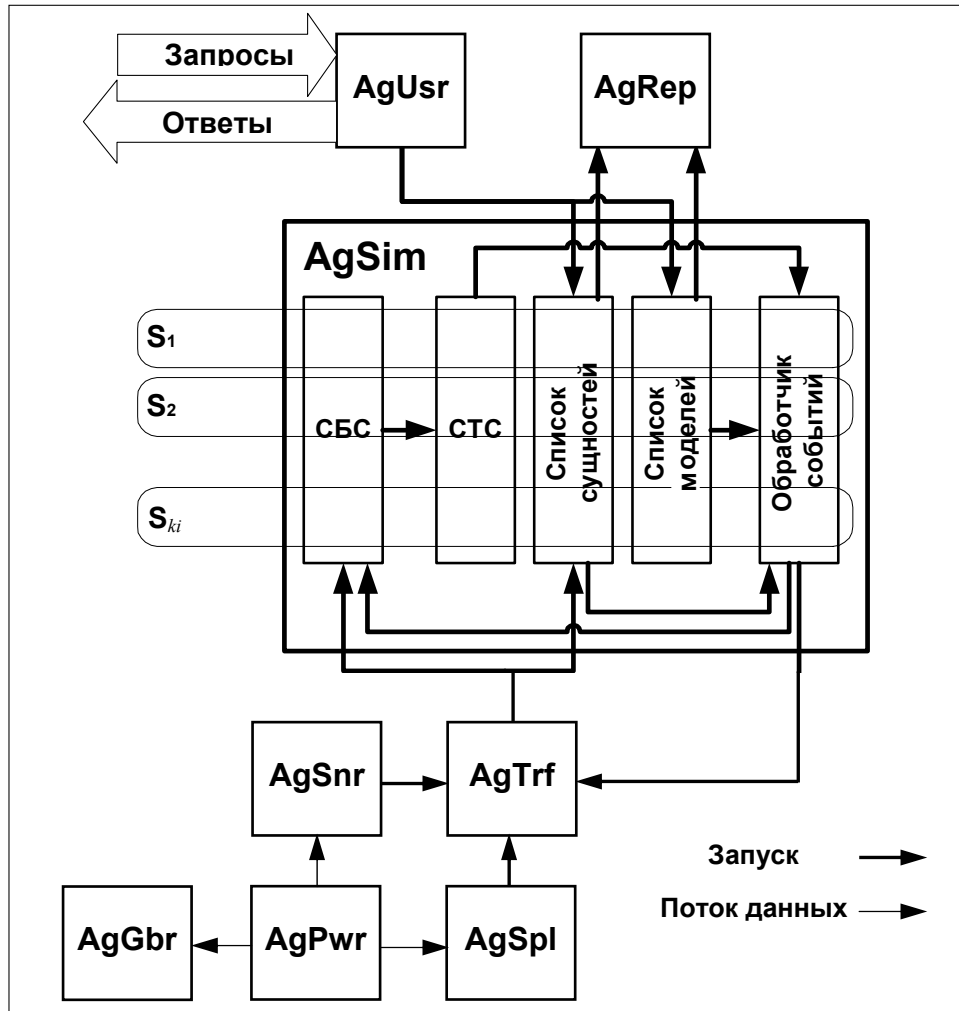 Запросы
Ответы
AgUsr
AgRep
AgSim
S1
S2
Ski
СБС
СТС
Список
сущностей
Список
моделей
Обработчик
событий
AgSnr
AgTrf
Запуск
Поток данных
AgGbr
AgPwr
AgSpl